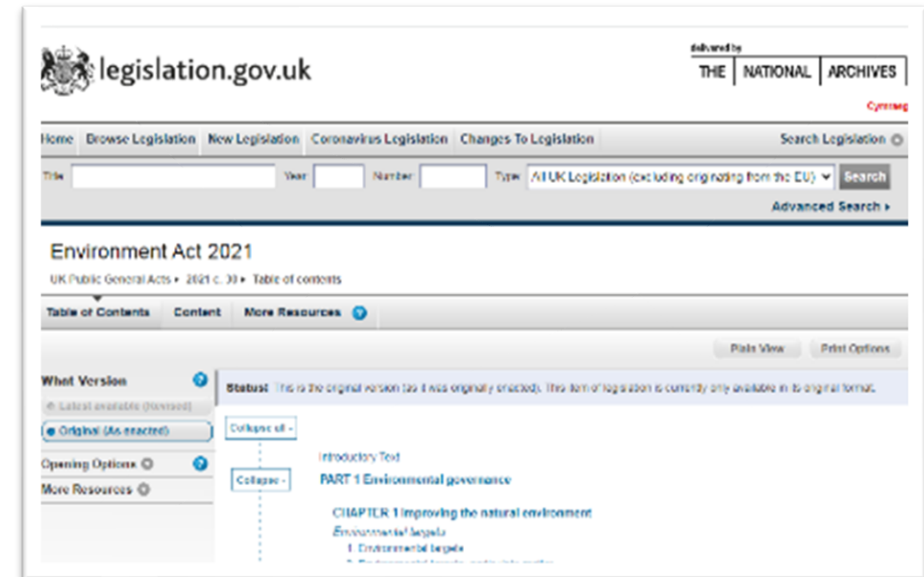 legislation.gov.uk
delivered by
THE NATIONAL ARCHIVES
Cymraeg
Home Browse Legislation New Legislation Coronavirus Legislation Changes To Legislation Search Legislation
Title: Year: Number: Type: All UK Legislation (excluding originating from the EU) Search
Advanced Search
Environment Act 2021
UK Public General Acts 2021 c. 30 Table of contents
Table of Contents Content More Resources ?
Plain View Print Options
What Version ?
Latest available (Revised)
Original (As enacted)
Status: This is the original version (as it was originally enacted). This item of legislation is currently only available in its original format.
Collapse all -
Opening Options ?
More Resources
Introductory Text
Collapse -
PART 1 Environmental governance
CHAPTER 1 Improving the natural environment
Environmental targets
1. Environmental targets